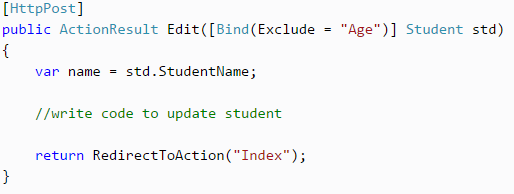 [HttpPost]
public ActionResult Edit([Bind(Exclude = "Age")] Student std)
{
    var name = std.StudentName;

    //write code to update student

    return RedirectToAction("Index");
}